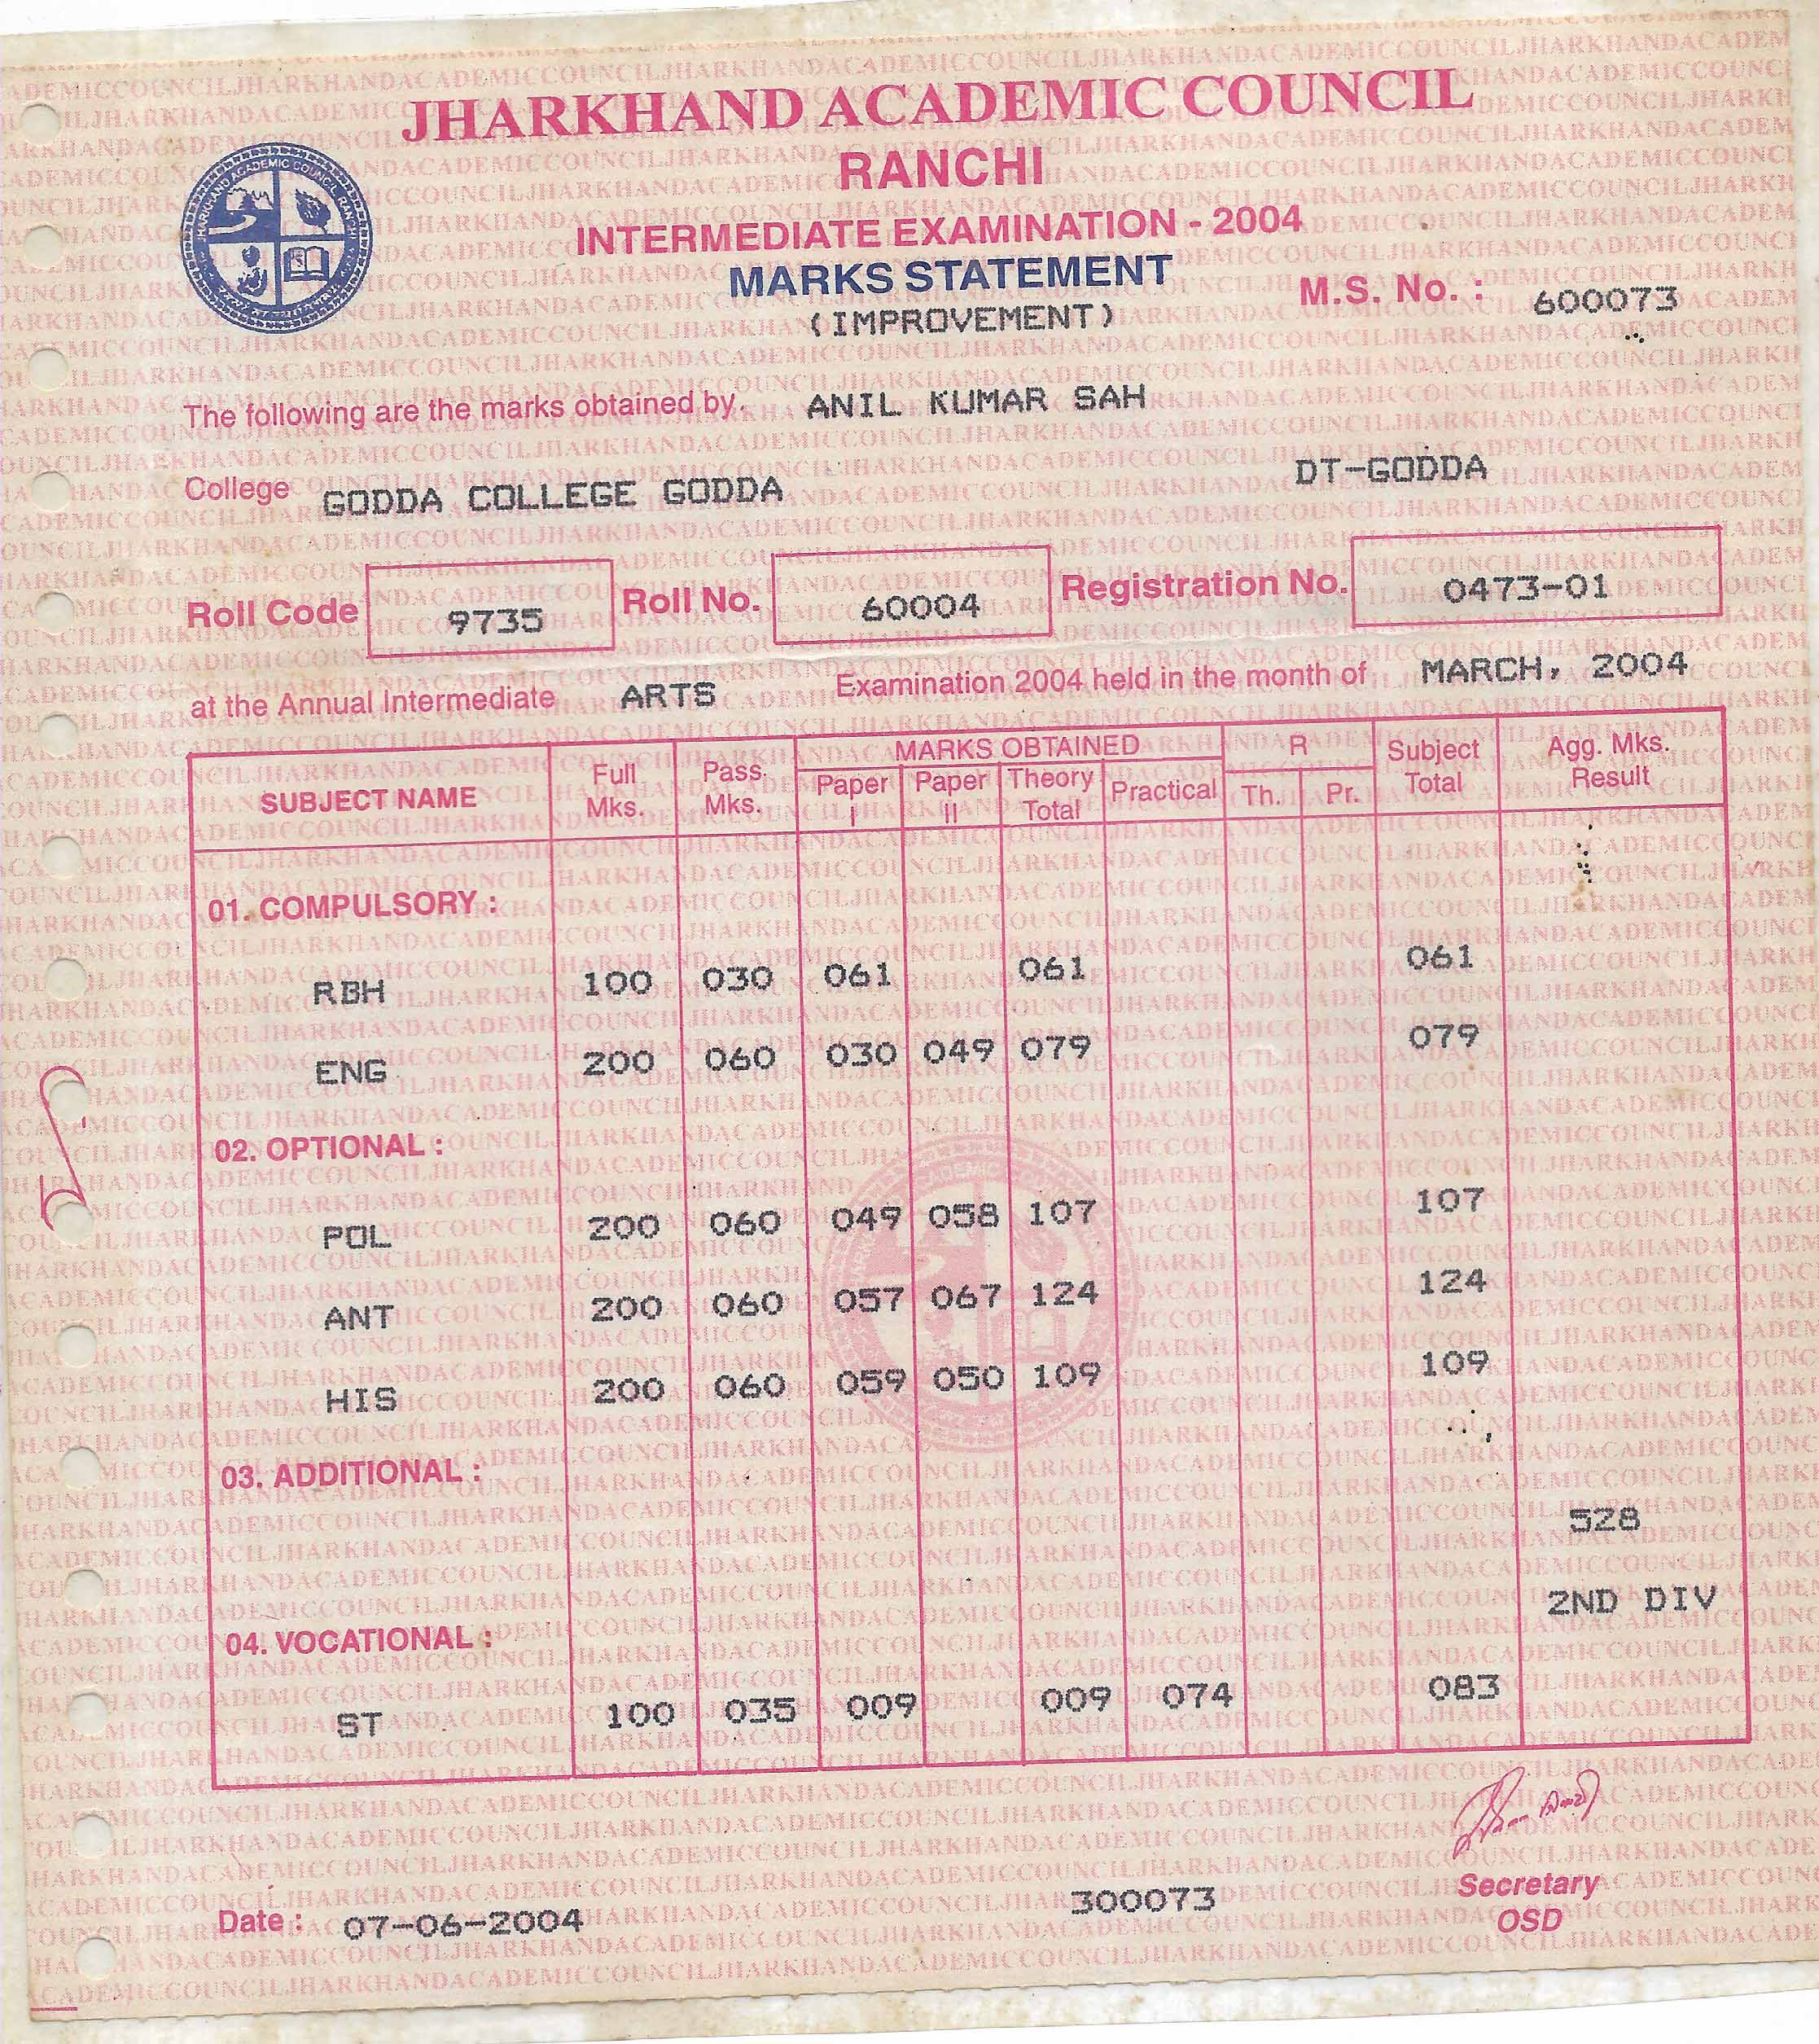 JHARKHAND ACADEMIC COUNCIL
RANCHI
INTERMEDIATE EXAMINATION - 2004
MARKS STATEMENT
(IMPROVEMENT)
M.S. No. : 600073
The following are the marks obtained by. ANIL KUMAR SAH
College GODDA COLLEGE GODDA DT-GODDA
Roll Code 9735 Roll No. 60004 Registration No. 0473-01
at the Annual Intermediate ARTS Examination 2004 held in the month of MARCH, 2004
SUBJECT NAME Full Mks. Pass. Mks. MARKS OBTAINED R Subject Total Agg. Mks. Result
Paper I Paper II Theory Total Practical Th. Pr.
01. COMPULSORY :
RBH 100 030 061 061 061
ENG 200 060 030 049 079 079
02. OPTIONAL :
POL 200 060 049 058 107 107
ANT 200 060 057 067 124 124
HIS 200 060 059 050 109 109
03. ADDITIONAL :
528
2ND DIV
04. VOCATIONAL :
ST 100 035 009 009 074 083
Date : 07-06-2004
300073
Secretary
OSD